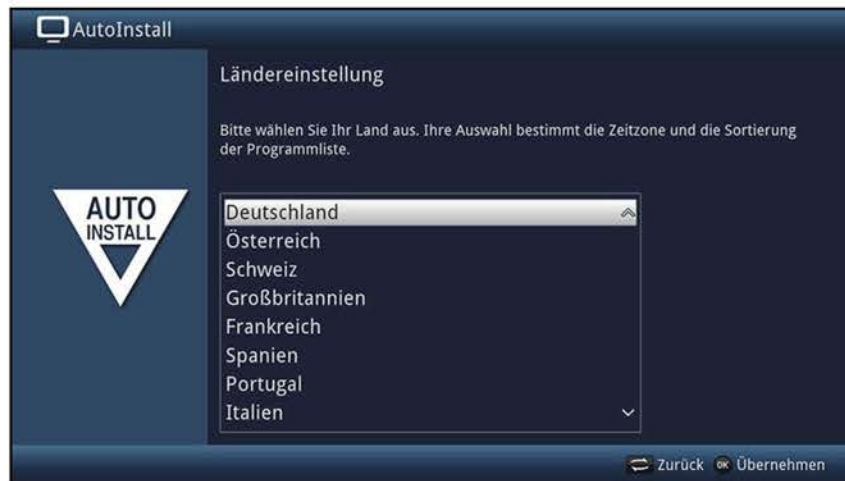 AutoInstall
Ländereinstellung
Bitte wählen Sie Ihr Land aus. Ihre Auswahl bestimmt die Zeitzone und die Sortierung
der Programmliste.
AUTO
INSTALL
Deutschland
Österreich
Schweiz
Großbritannien
Frankreich
Spanien
Portugal
Italien
Zurück OK Übernehmen